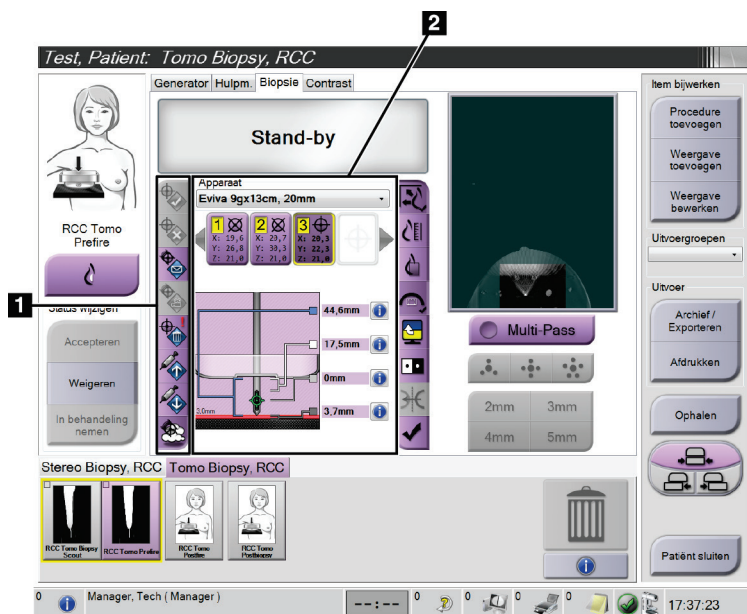 2
Test, Patient: Tomo Biopsy, RCC
Generator Hulpm. Biopsie Contrast
Stand-by
1
RCC Tomo
Prefire
Status wijzigen
Accepteren
Weigeren
In behandeling
nemen
Apparaat
Eviva 9gx13cm, 20mm
1
X: 19,6
Y: 26,8
Z: 21,0
2
X: 23,7
Y: 33,3
Z: 21,0
3
X: 20,3
Y: 22,3
Z: 21,0
44,6mm
17,5mm
0mm
3,7mm
3,0mm
Multi-Pass
2mm 3mm
4mm 5mm
Item bijwerken
Procedure
toevoegen
Weergave
toevoegen
Weergave
bewerken
Uitvoergroepen
Uitvoer
Archief /
Exporteren
Afdrukken
Ophalen
Patiënt sluiten
Stereo Biopsy, RCC Tomo Biopsy, RCC
RCC Tomo Biopsy
Scout
RCC Tomo Prefire
RCC Tomo
Postfire
RCC Tomo
Postbiopsy
0 Manager, Tech ( Manager ) --:-- 0 0 0 0 17:37:23